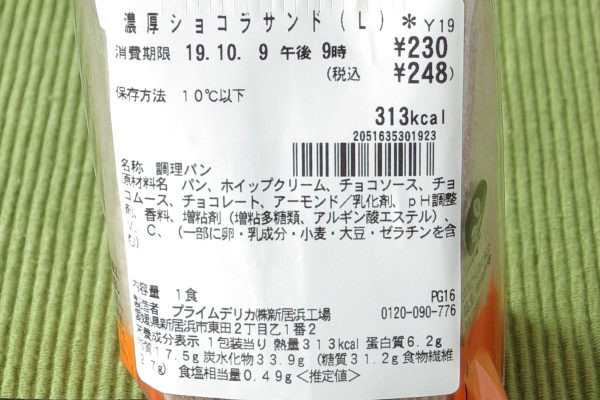 濃厚ショコラサンド(L) *Y19
消費期限 19.10. 9 午後 9時 ¥230
(税込 ¥248)
保存方法 10℃以下
313kcal
2051635301923
名称 調理パン
原材料名 パン、ホイップクリーム、チョコソース、チョ
コムース、チョコレート、アーモンド/乳化剤、pH調整
剤、香料、増粘剤(増粘多糖類、アルギン酸エステル)、
V.C、(一部に卵・乳成分・小麦・大豆・ゼラチンを含
む)
内容量 1食 PG16
製造者 プライムデリカ㈱新居浜工場 0120-090-776
愛媛県新居浜市東田2丁目乙1番2
栄養成分表示 1包装当り 熱量313kcal 蛋白質6.2g
17.5g 炭水化物33.9g (糖質31.2g 食物繊維
7g) 食塩相当量0.49g<推定値>